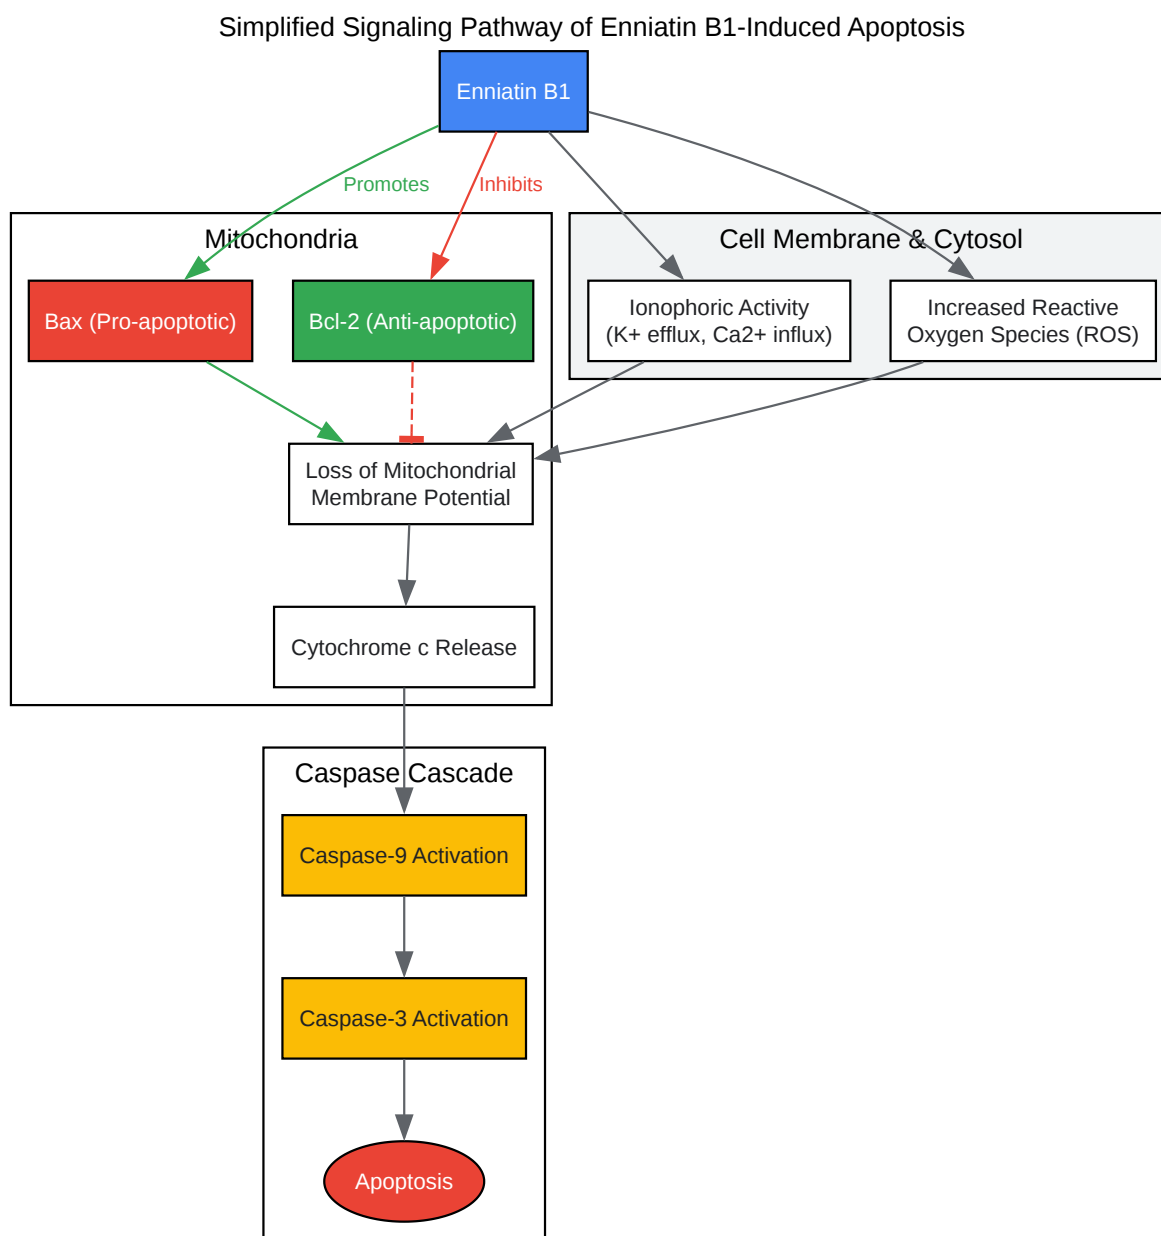 Simplified Signaling Pathway of Enniatin B1-Induced Apoptosis
Enniatin B1
Promotes
Inhibits
Mitochondria
Cell Membrane & Cytosol
Bax (Pro-apoptotic)
Bcl-2 (Anti-apoptotic)
Ionophoric Activity
(K+ efflux, Ca2+ influx)
Increased Reactive
Oxygen Species (ROS)
Loss of Mitochondrial
Membrane Potential
Cytochrome c Release
Caspase Cascade
Caspase-9 Activation
Caspase-3 Activation
Apoptosis